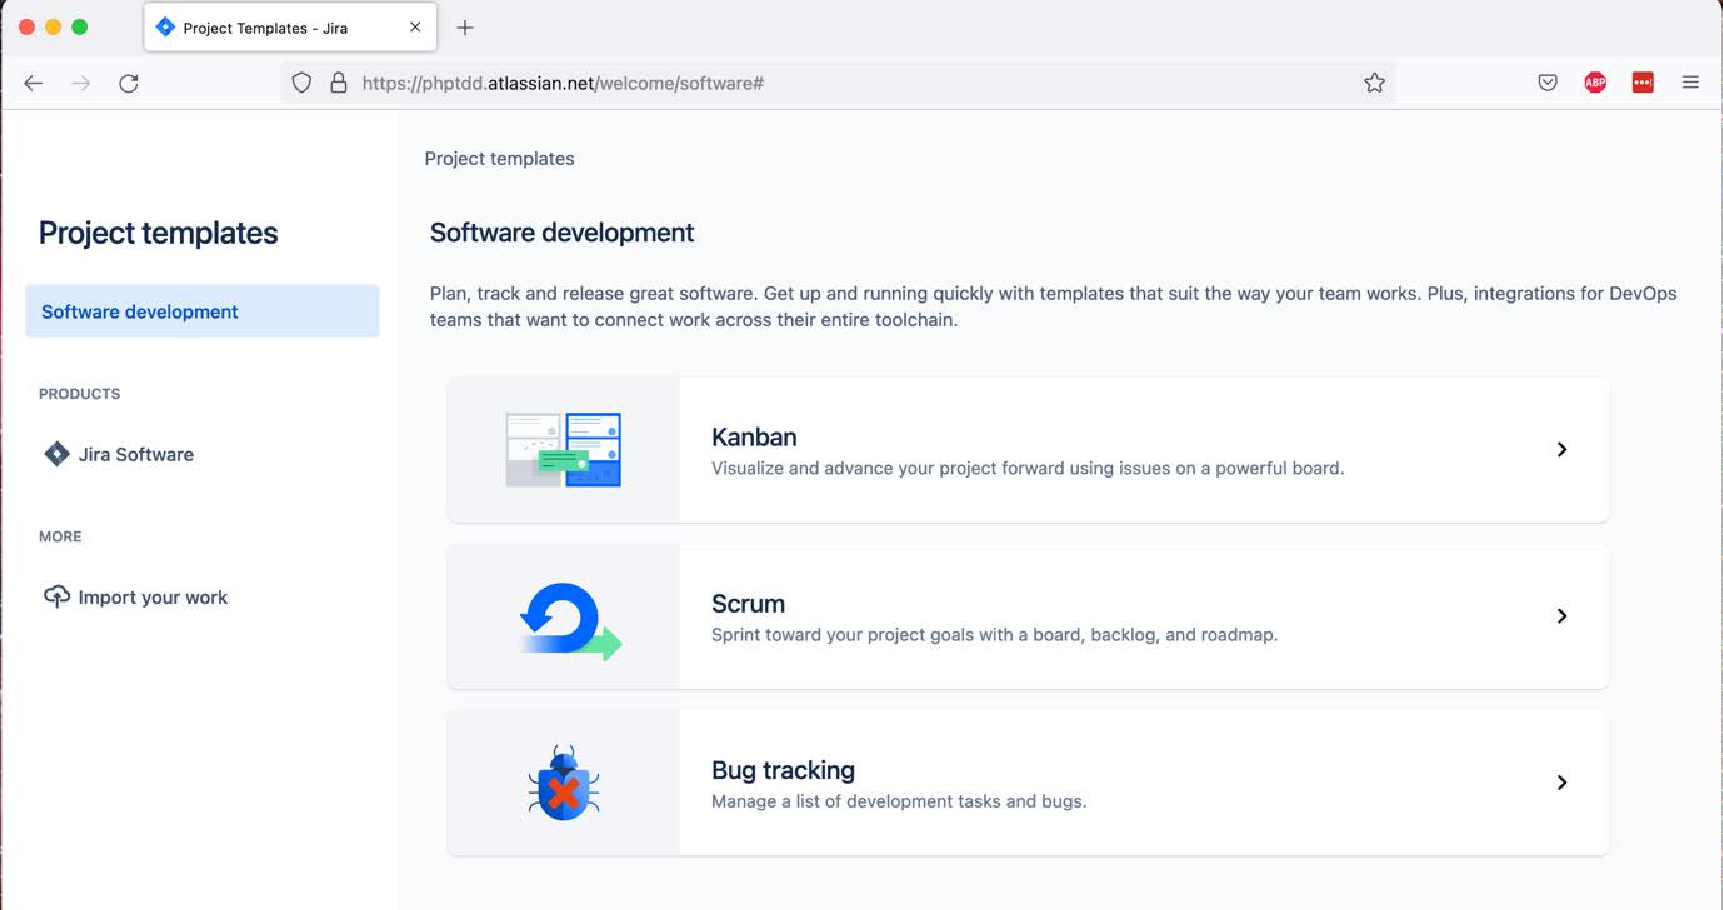 Project Templates - Jira
https://phptdd.atlassian.net/welcome/software#
ABP
Project templates
Project templates
Software development
PRODUCTS
Jira Software
MORE
Import your work
Software development
Plan, track and release great software. Get up and running quickly with templates that suit the way your team works. Plus, integrations for DevOps
teams that want to connect work across their entire toolchain.
Kanban
Visualize and advance your project forward using issues on a powerful board.
Scrum
Sprint toward your project goals with a board, backlog, and roadmap.
Bug tracking
Manage a list of development tasks and bugs.